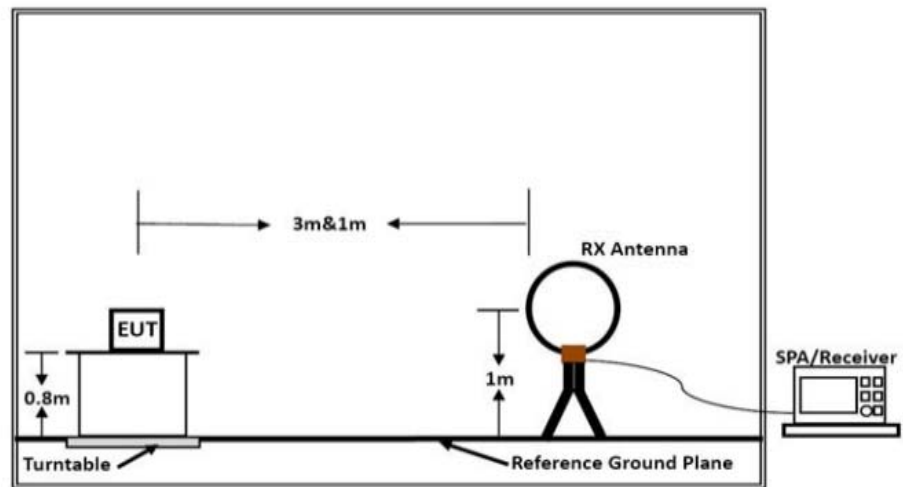 3m&1m
RX Antenna
EUT
SPA/Receiver
0.8m
1m
Turntable
Reference Ground Plane